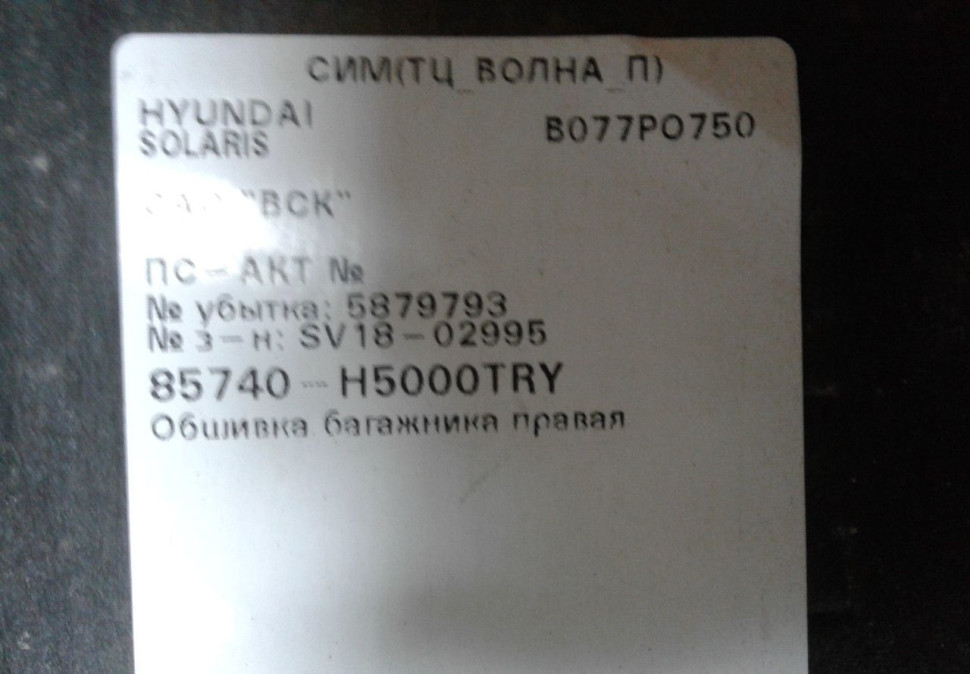 СИМ(ТЦ_ВОЛНА_П)
HYUNDAI
SOLARIS
В077РО750
САО "ВСК"
ПС-АКТ №
№ убытка: 5879793
№ з-н: SV18-02995
85740-H5000TRY
Обшивка багажника правая